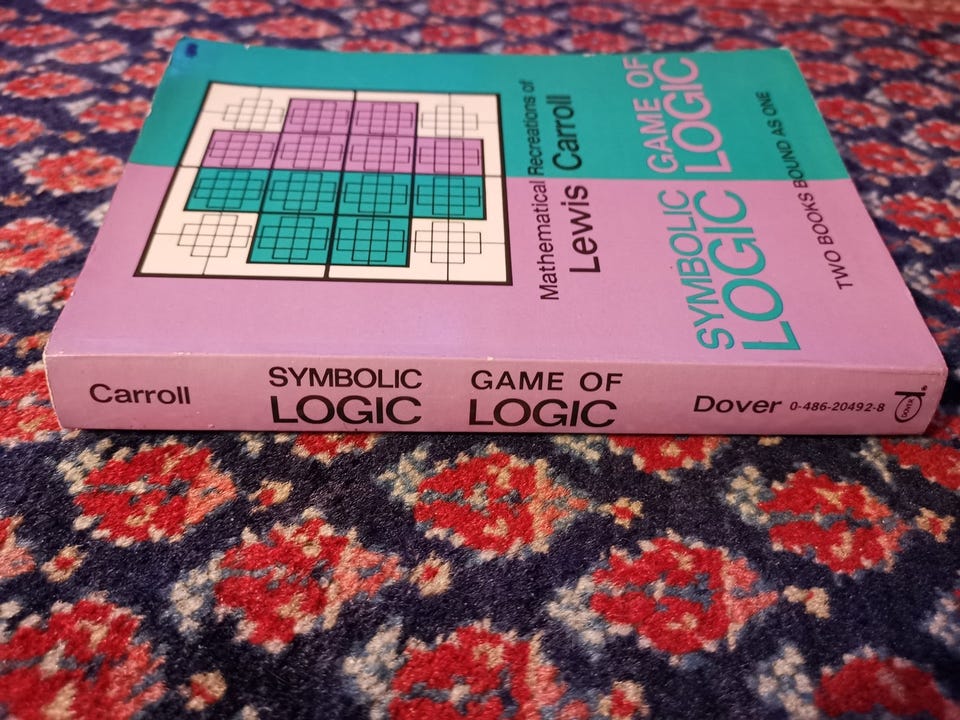 Mathematical Recreations of
Lewis Carroll
SYMBOLIC GAME OF
LOGIC LOGIC
TWO BOOKS BOUND AS ONE
Carroll
SYMBOLIC
LOGIC
GAME OF
LOGIC
Dover 0-486-20492-8
DOVER
®